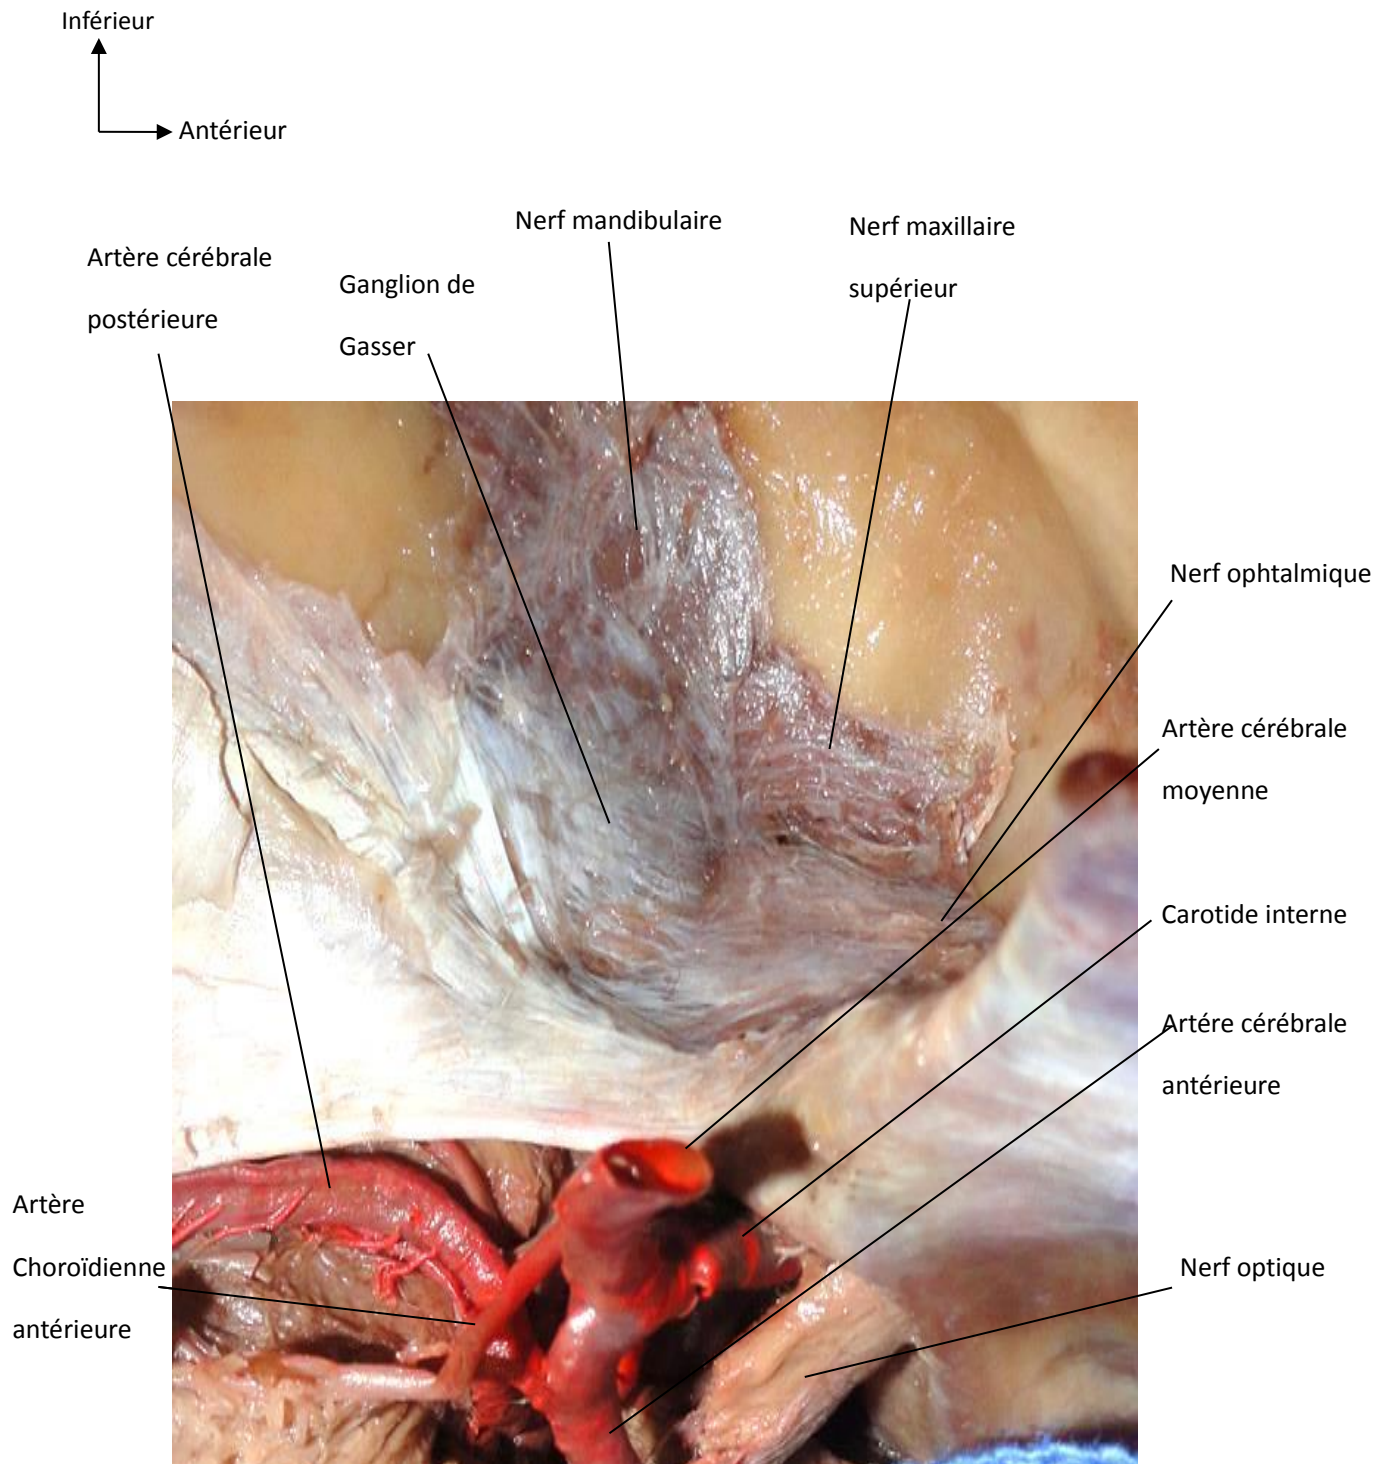 Inférieur
Antérieur
Nerf mandibulaire
Nerf maxillaire
supérieur
Artère cérébrale
postérieure
Ganglion de
Gasser
Nerf ophtalmique
Artère cérébrale
moyenne
Carotide interne
Artére cérébrale
antérieure
Artère
Choroïdienne
antérieure
Nerf optique